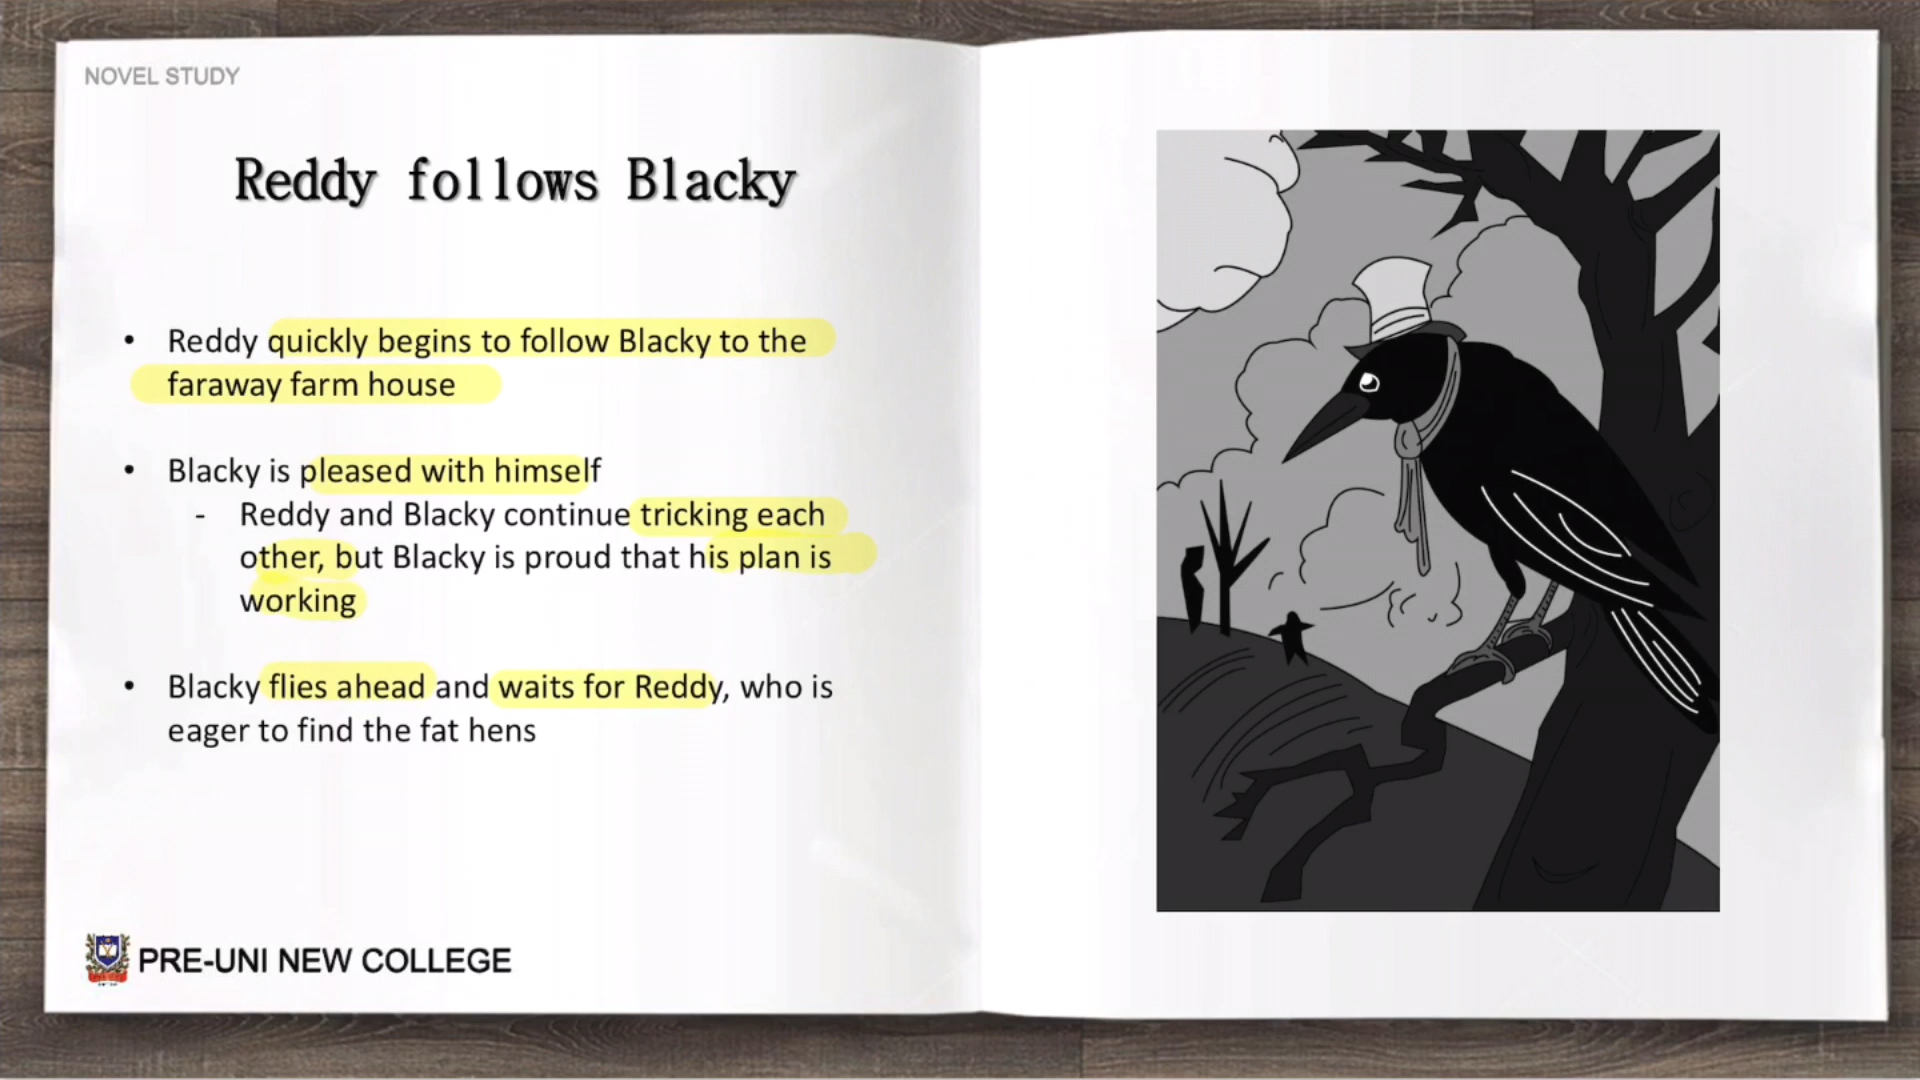 NOVEL STUDY
Reddy follows Blacky
• Reddy quickly begins to follow Blacky to the
faraway farm house
• Blacky is pleased with himself
- Reddy and Blacky continue tricking each
other, but Blacky is proud that his plan is
working
• Blacky flies ahead and waits for Reddy, who is
eager to find the fat hens
PRE-UNI NEW COLLEGE